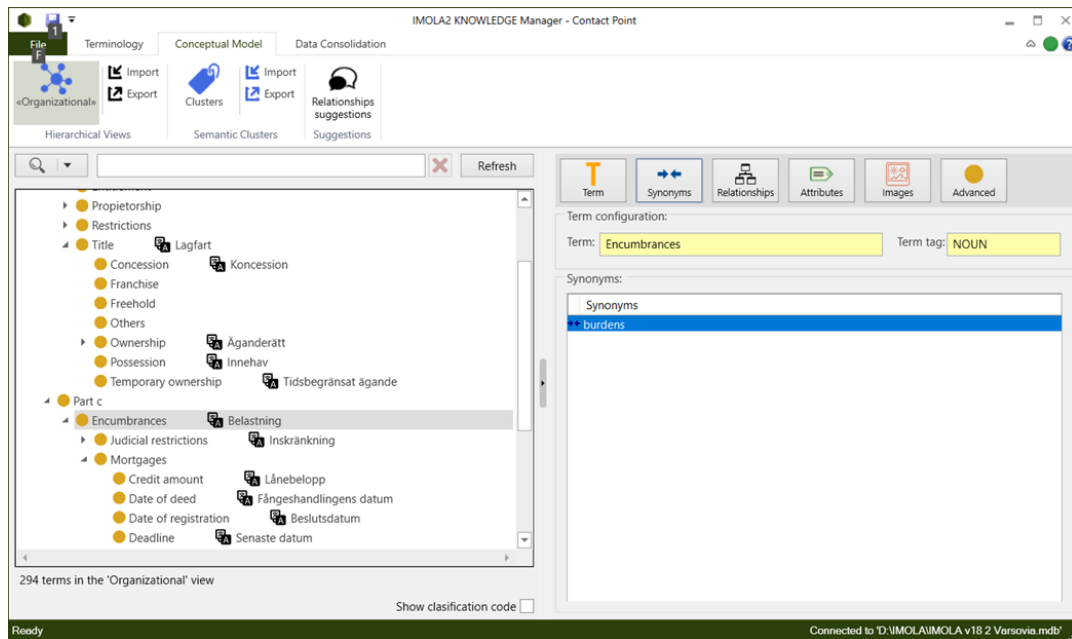 IMOLA2 KNOWLEDGE Manager - Contact Point
1
File
F
Terminology
Conceptual Model
Data Consolidation
«Organizational»
Import
Export
Hierarchical Views
Clusters
Import
Export
Semantic Clusters
Relationships
suggestions
Suggestions
Refresh
Propietorship
Restrictions
Title Lagfart
Concession Koncession
Franchise
Freehold
Others
Ownership Äganderätt
Possession Innehav
Temporary ownership Tidsbegränsat ägande
Part c
Encumbrances Belastning
Judicial restrictions Inskränkning
Mortgages
Credit amount Lånebelopp
Date of deed Fångeshandlingens datum
Date of registration Beslutsdatum
Deadline Senaste datum
294 terms in the 'Organizational' view
Show clasification code
Term
Synonyms
Relationships
Attributes
Images
Advanced
Term configuration:
Term: Encumbrances Term tag: NOUN
Synonyms:
Synonyms
burdens
Ready
Connected to 'D:\IMOLA\IMOLA v18 2 Varsovia.mdb'